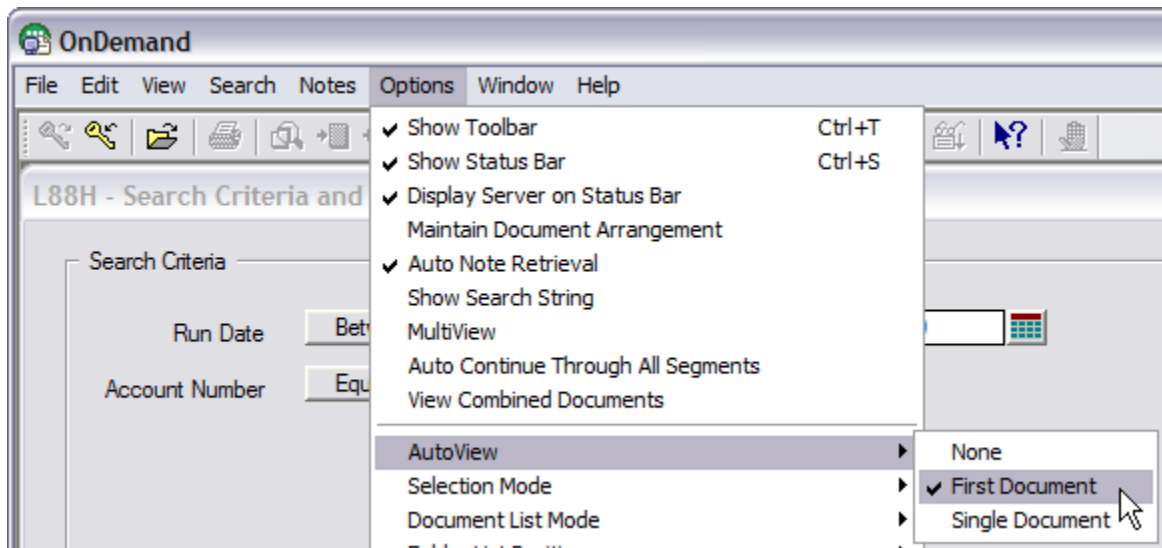 OnDemand
File Edit View Search Notes Options Window Help
Show Toolbar Ctrl+T
Show Status Bar Ctrl+S
L88H - Search Criteria and
Display Server on Status Bar
Maintain Document Arrangement
Search Criteria
Auto Note Retrieval
Show Search String
Run Date
MultiView
Auto Continue Through All Segments
Account Number
View Combined Documents
AutoView None
Selection Mode First Document
Document List Mode Single Document